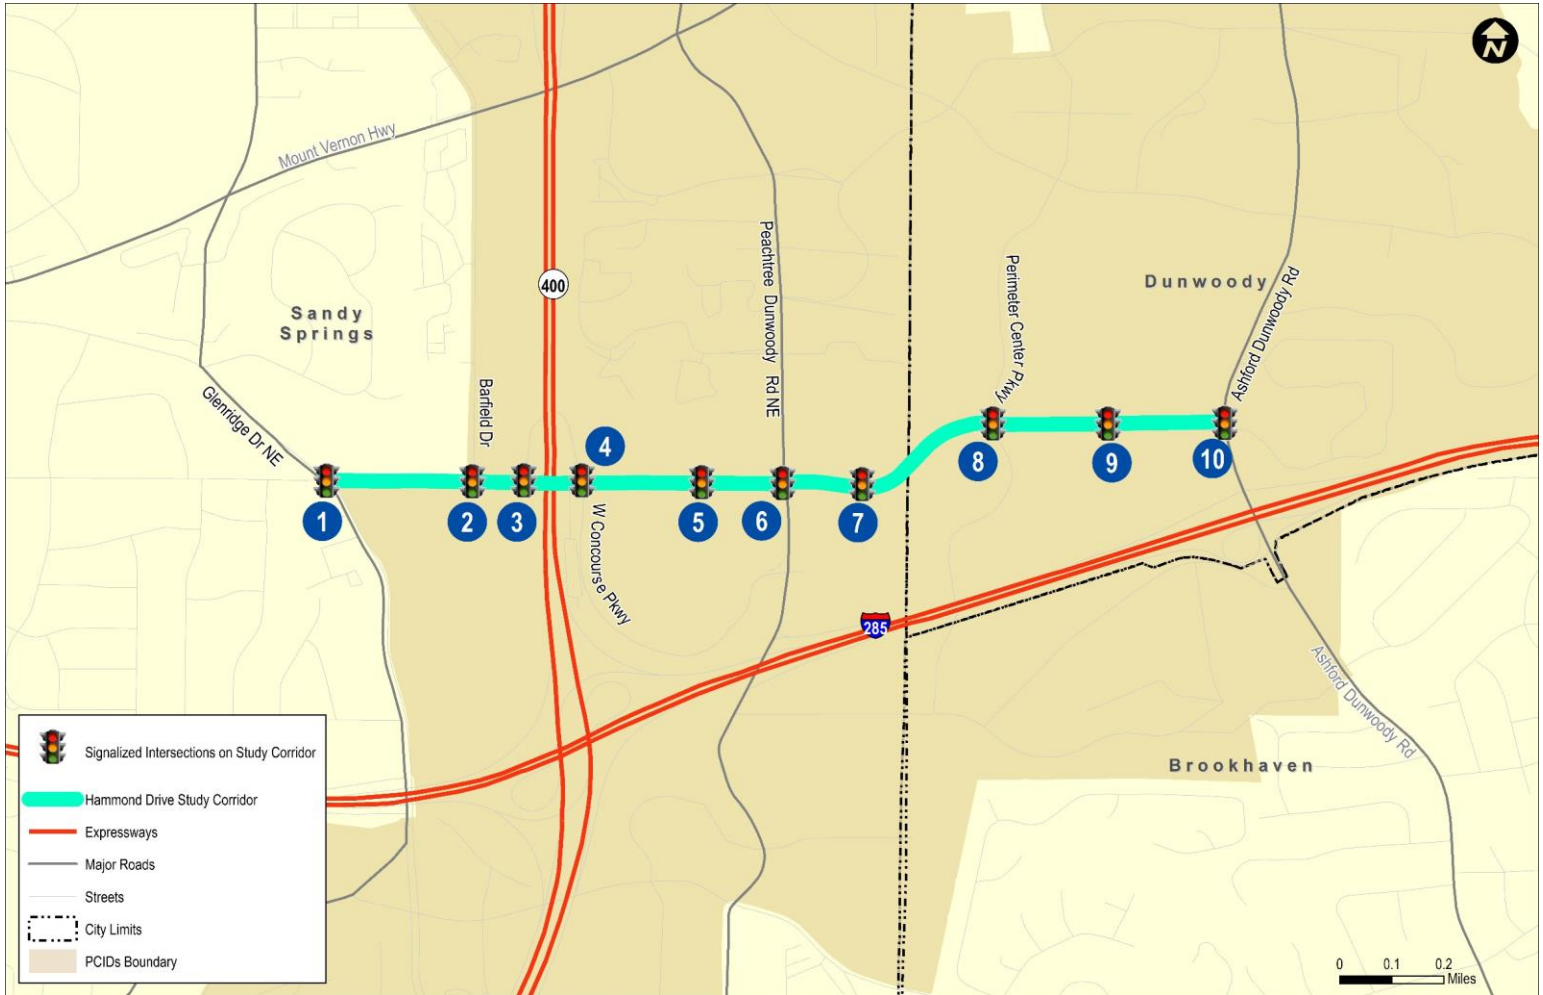 N
Mount Vernon Hwy
400
Sandy
Springs
Dunwoody
Peachtree Dunwoody Rd NE
Perimeter Center Pkwy
Ashford Dunwoody Rd
Glenridge Dr NE
Barfield Dr
4
8
9
10
1
2
3
5
6
7
W Concourse Pkwy
285
Ashford Dunwoody Rd
Brookhaven
Signalized Intersections on Study Corridor
Hammond Drive Study Corridor
Expressways
Major Roads
Streets
City Limits
PCIDs Boundary
0 0.1 0.2
Miles